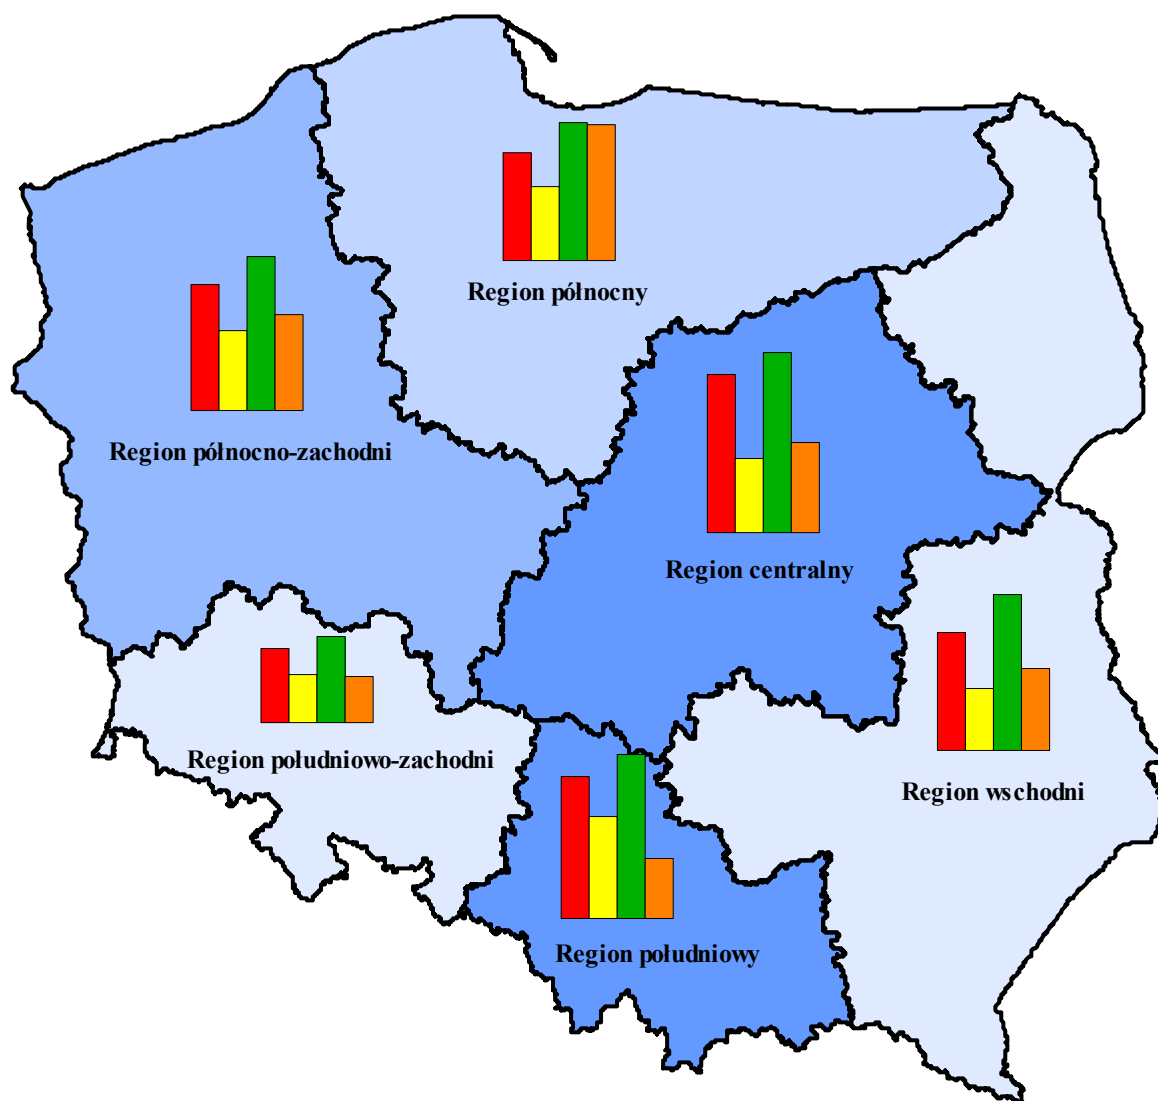 Region północny
Region północno-zachodni
Region centralny
Region południowo-zachodni
Region wschodni
Region południowy